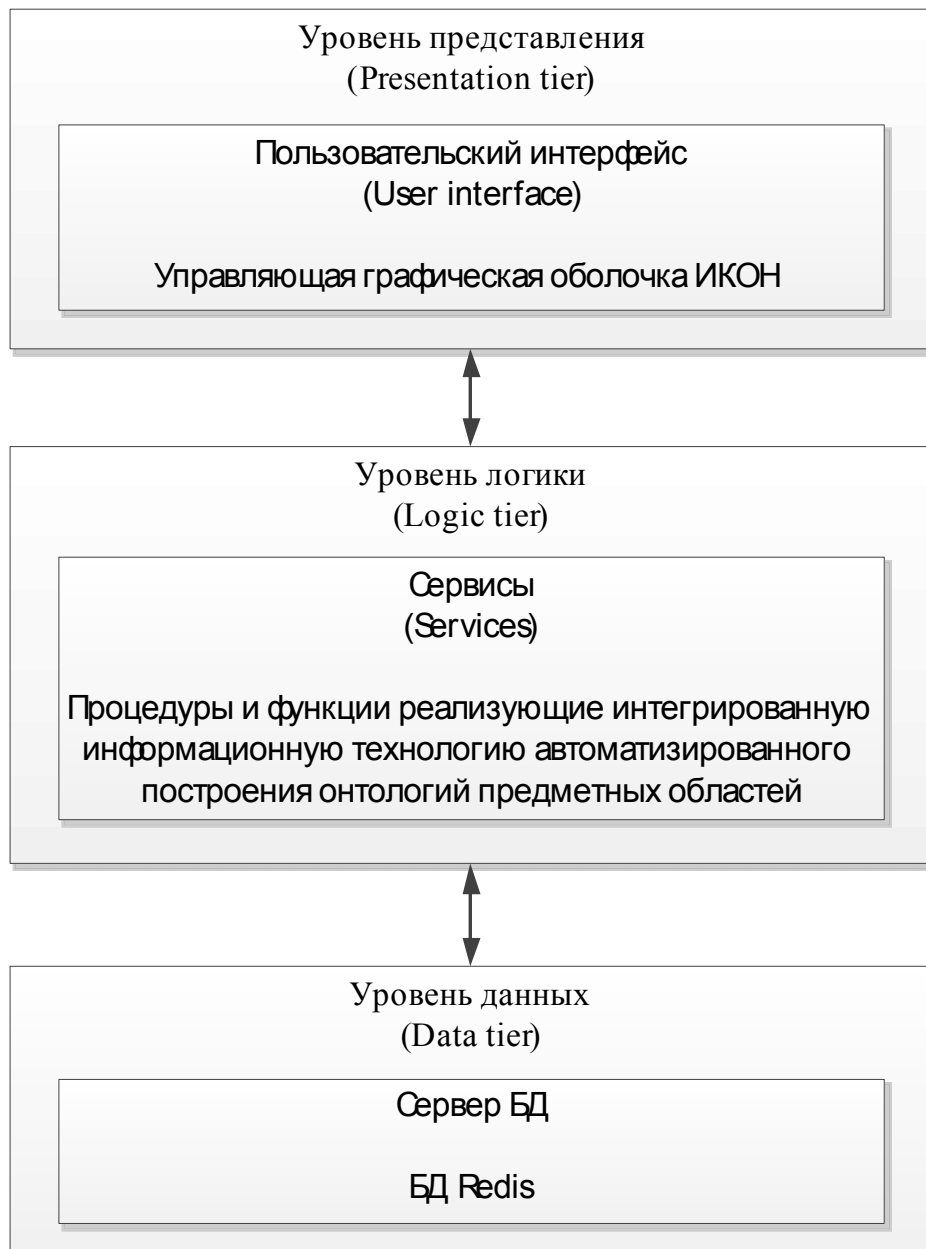 Уровень представления
(Presentation tier)
Пользовательский интерфейс
(User interface)
Управляющая графическая оболочка ИКОН
Уровень логики
(Logic tier)
Сервисы
(Services)
Процедуры и функции реализующие интегрированную
информационную технологию автоматизированного
построения онтологий предметных областей
Уровень данных
(Data tier)
Сервер БД
БД Redis